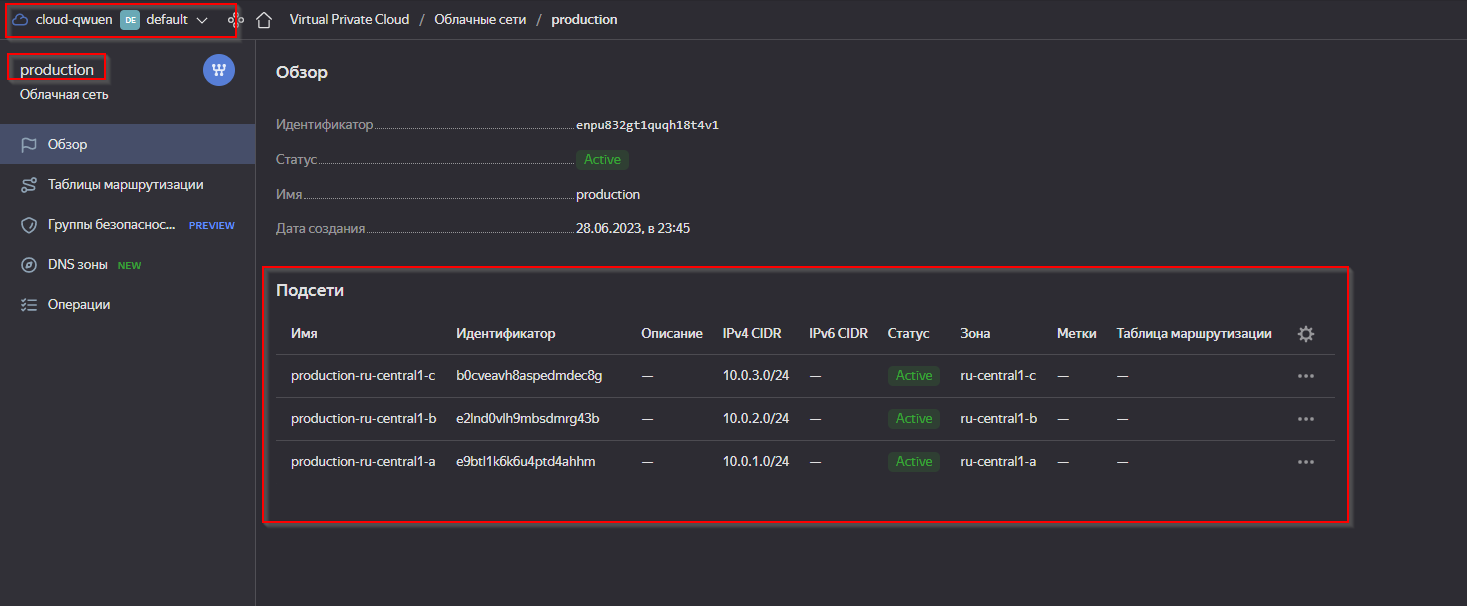 cloud-qwuen DE default Virtual Private Cloud / Облачные сети / production
production
Облачная сеть
Обзор
Таблицы маршрутизации
Группы безопаснос... PREVIEW
DNS зоны NEW
Операции
Обзор
Идентификатор enpu832gt1quqh18t4v1
Статус Active
Имя production
Дата создания 28.06.2023, в 23:45
Подсети
Имя Идентификатор Описание IPv4 CIDR IPv6 CIDR Статус Зона Метки Таблица маршрутизации
production-ru-central1-c b0cveavh8aspedmdec8g — 10.0.3.0/24 — Active ru-central1-c — —
production-ru-central1-b e2lnd0vlh9mbsdmrg43b — 10.0.2.0/24 — Active ru-central1-b — —
production-ru-central1-a e9btl1k6k6u4ptd4ahhm — 10.0.1.0/24 — Active ru-central1-a — —